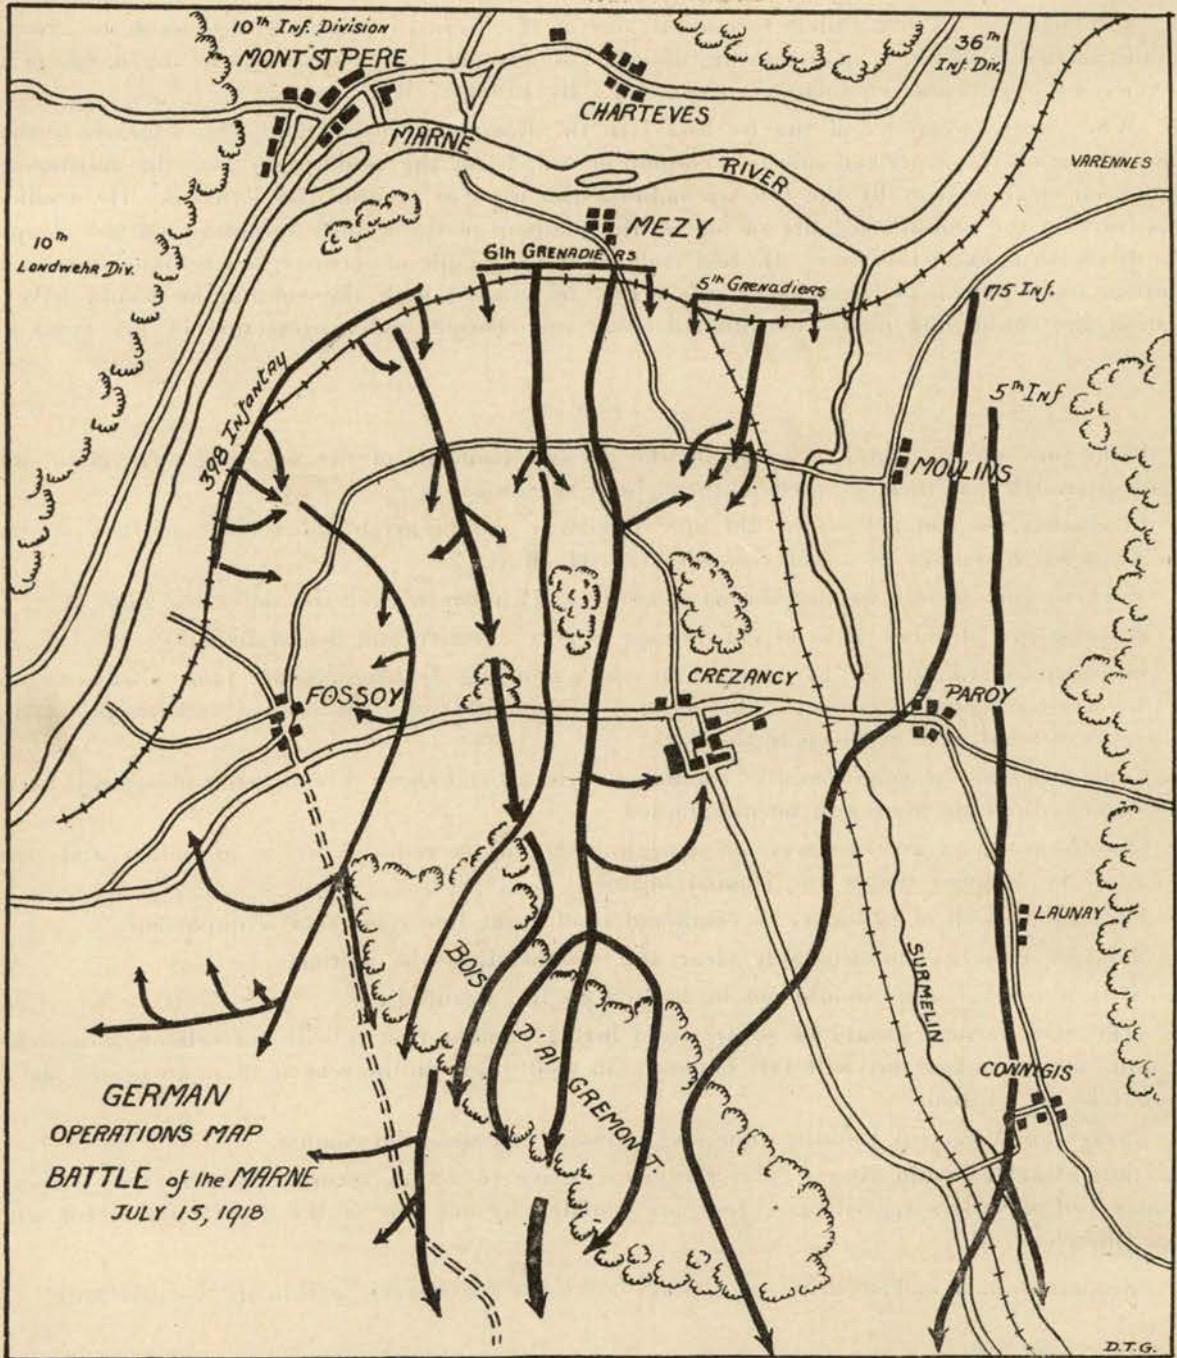 10th Inf. Division
MONT ST PERE
36th
Inf Div.
CHARTEVES
MARNE
RIVER
VARENNES
MEZY
10th
Landwehr Div.
6th GRENADIERS
5th GRENADIERS
175 Inf.
398 Infantry
5th Inf
MOULINS
CREZANCY
FOSSOY
PAROY
LAUNAY
BOIS
D'AI
GREMONT.
SURMELIN
CONNIGIS
GERMAN
OPERATIONS MAP
BATTLE of the MARNE
JULY 15, 1918
D.T.G.